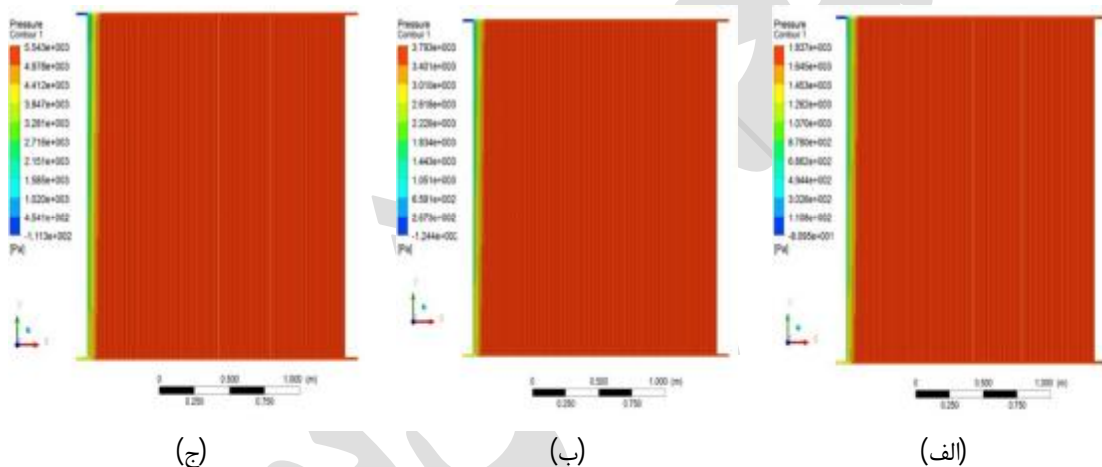 Pressure
Contour 1
5.543e+003
4.978e+003
4.412e+003
3.847e+003
3.281e+003
2.716e+003
2.151e+003
1.585e+003
1.020e+003
4.541e+002
-1.113e+002
[Pa]
0 0.500 1.000 (m)
0.250 0.750
(ج)
Pressure
Contour 1
3.793e+003
3.401e+003
3.010e+003
2.618e+003
2.226e+003
1.834e+003
1.443e+003
1.051e+003
6.591e+002
2.673e+002
-1.244e+002
[Pa]
0 0.500 1.000 (m)
0.250 0.750
(ب)
Pressure
Contour 1
1.837e+003
1.645e+003
1.453e+003
1.262e+003
1.070e+003
8.780e+002
6.862e+002
4.944e+002
3.026e+002
1.108e+002
-8.095e+001
[Pa]
0 0.500 1.000 (m)
0.250 0.750
(الف)